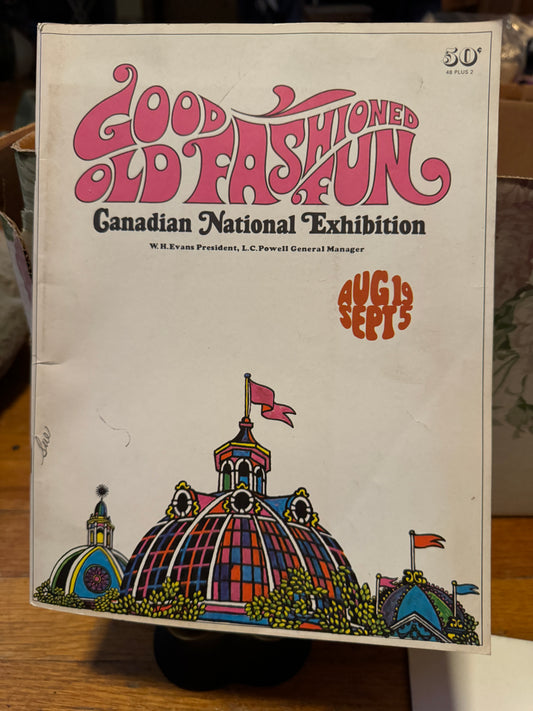 50¢
48 PLUS 2
GOOD
OLD FASHIONED
FUN
Canadian National Exhibition
W.H.Evans President, L.C.Powell General Manager
AUG 19
SEPT 5
Sue